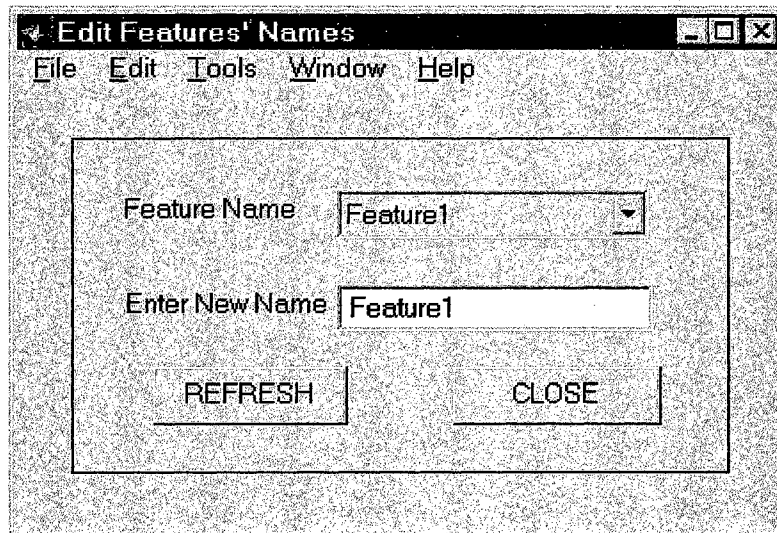 Edit Features' Names
File Edit Tools Window Help
Feature Name Feature1
Enter New Name Feature1
REFRESH CLOSE